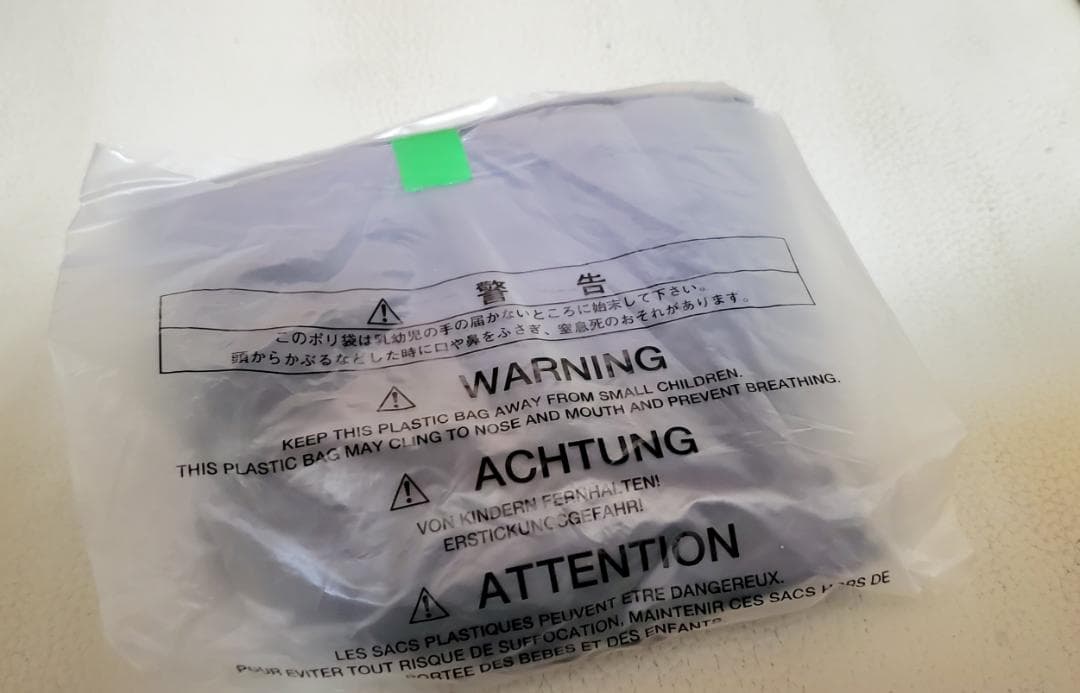 警告
このポリ袋は乳幼児の手の届かないところに始末して下さい。
頭からかぶるなどした時に口や鼻をふさぎ、窒息死のおそれがあります。
WARNING
KEEP THIS PLASTIC BAG AWAY FROM SMALL CHILDREN.
THIS PLASTIC BAG MAY CLING TO NOSE AND MOUTH AND PREVENT BREATHING.
ACHTUNG
VON KINDERN FERNHALTEN!
ERSTICKUNGSGEFAHR!
ATTENTION
LES SACS PLASTIQUES PEUVENT ETRE DANGEREUX.
POUR EVITER TOUT RISQUE DE SUFFOCATION, MAINTENIR CES SACS HORS DE
PORTEE DES BEBES ET DES ENFANTS